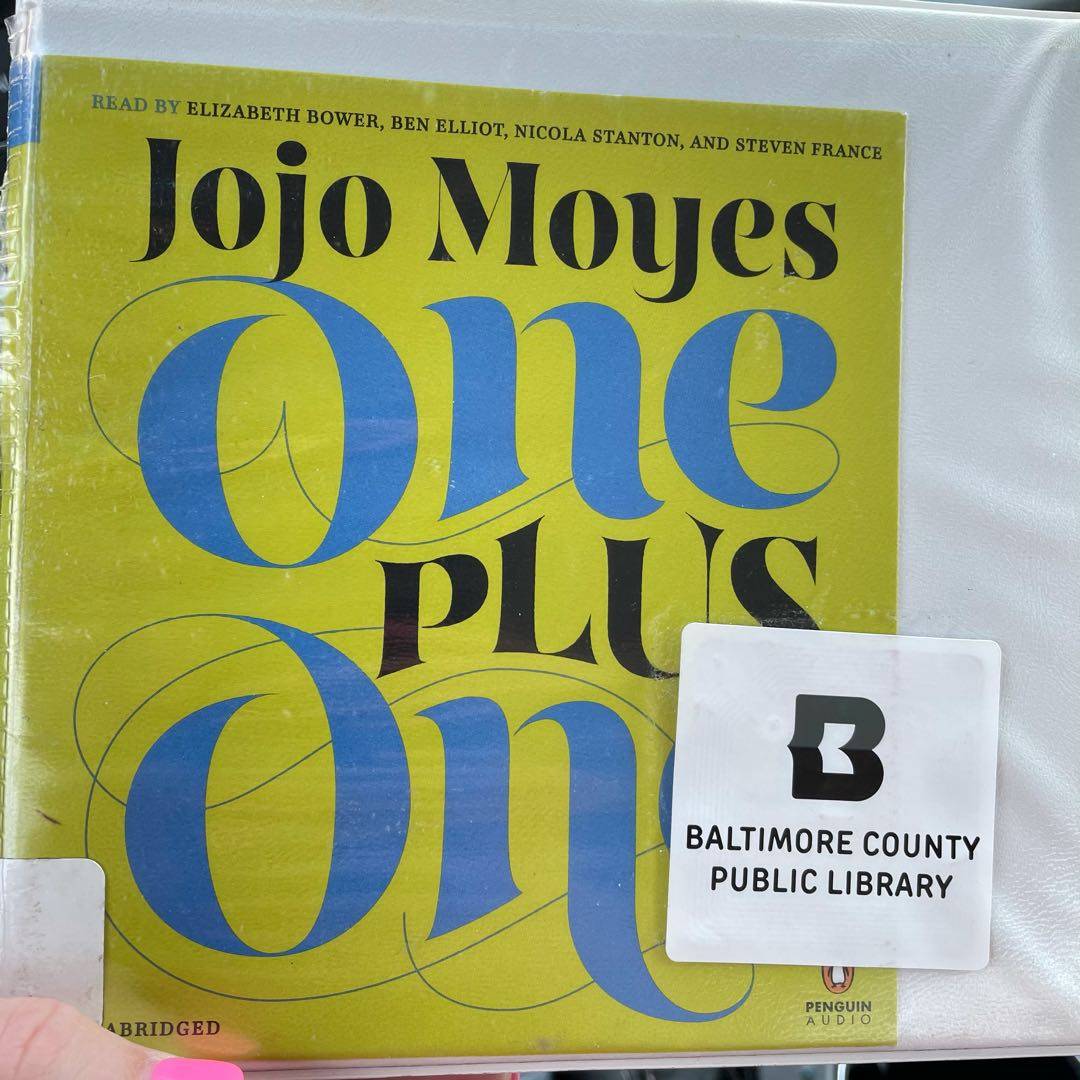 READ BY ELIZABETH BOWER, BEN ELLIOT, NICOLA STANTON, AND STEVEN FRANCE
Jojo Moyes
One
PLUS
One
B
BALTIMORE COUNTY
PUBLIC LIBRARY
PENGUIN
AUDIO
ABRIDGED